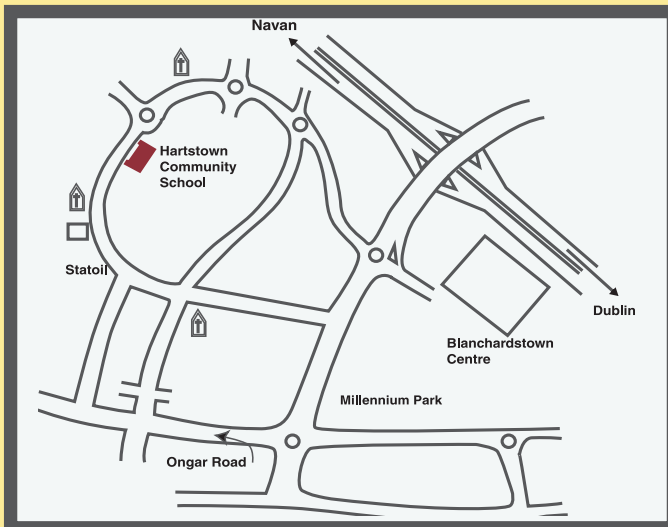 Navan
Hartstown
Community
School
Statoil
Dublin
Blanchardstown
Centre
Millennium Park
Ongar Road